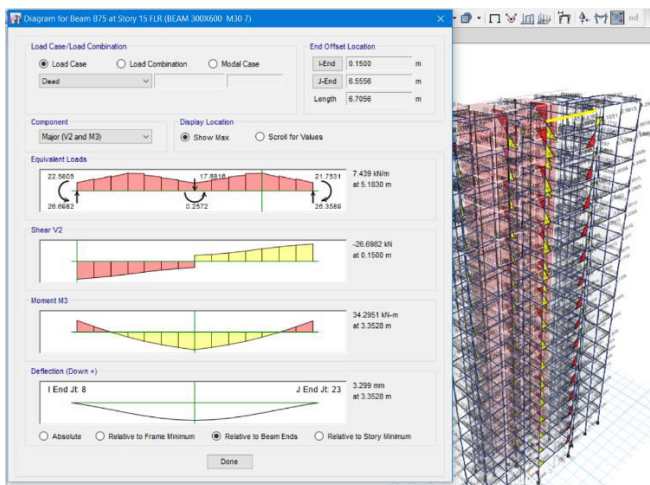 Diagram for Beam B75 at Story 15 FLR (BEAM 300X600 M30 7)
nd
Load Case/Load Combination
Load Case Load Combination Modal Case
Dead
End Offset Location
I-End 0.1500 m
J-End 6.5556 m
Length 6.7056 m
Component
Major (V2 and M3)
Display Location
Show Max Scroll for Values
Equivalent Loads
22.5805 17.8816 21.7531
26.6982 0.2572 26.3589
7.439 kN/m
at 5.1830 m
Shear V2
-26.6982 kN
at 0.1500 m
Moment M3
34.2951 kN-m
at 3.3528 m
Deflection (Down +)
I End Jt: 8 J End Jt: 23
3.299 mm
at 3.3528 m
Absolute Relative to Frame Minimum Relative to Beam Ends Relative to Story Minimum
Done